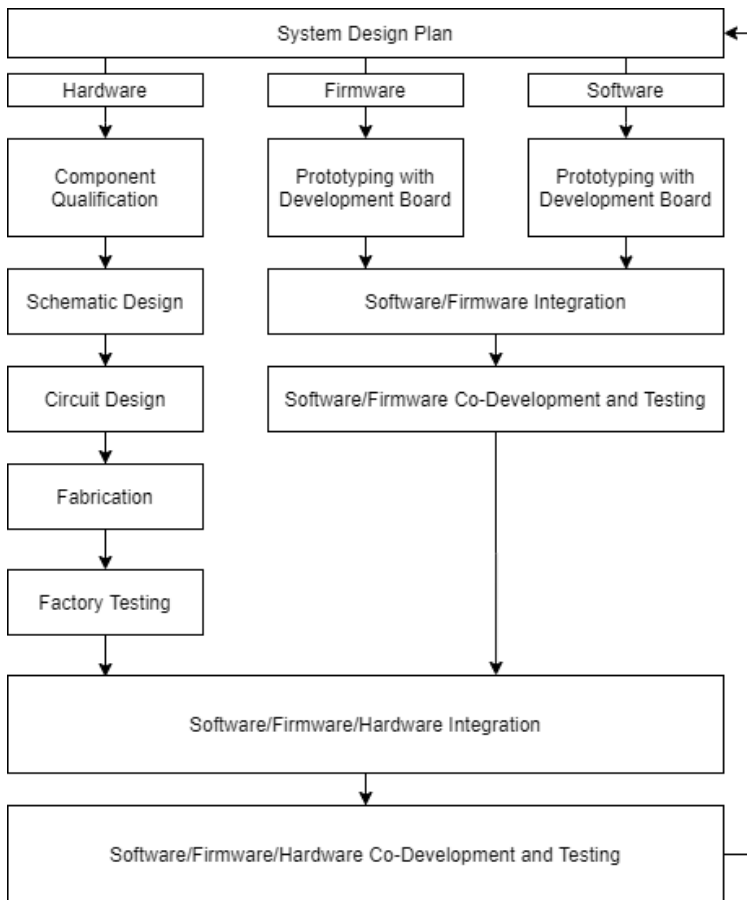 System Design Plan
Hardware
Firmware
Software
Component
Qualification
Prototyping with
Development Board
Prototyping with
Development Board
Schematic Design
Software/Firmware Integration
Circuit Design
Software/Firmware Co-Development and Testing
Fabrication
Factory Testing
Software/Firmware/Hardware Integration
Software/Firmware/Hardware Co-Development and Testing